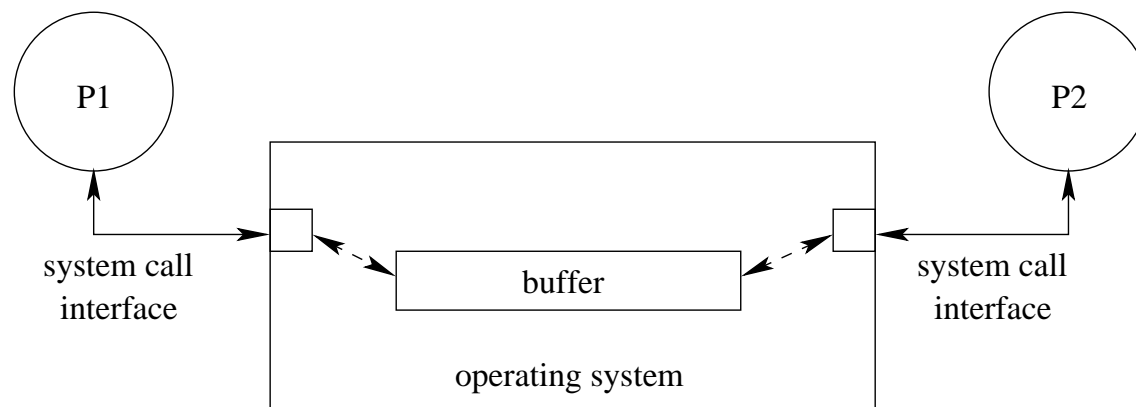 P1
P2
system call
interface
buffer
system call
interface
operating system